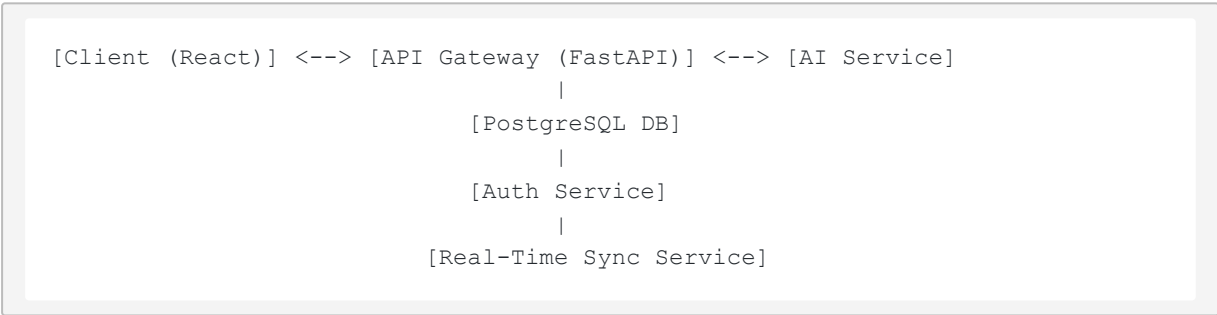 [Client (React)] <--> [API Gateway (FastAPI)] <--> [AI Service]
|
[PostgreSQL DB]
|
[Auth Service]
|
[Real-Time Sync Service]